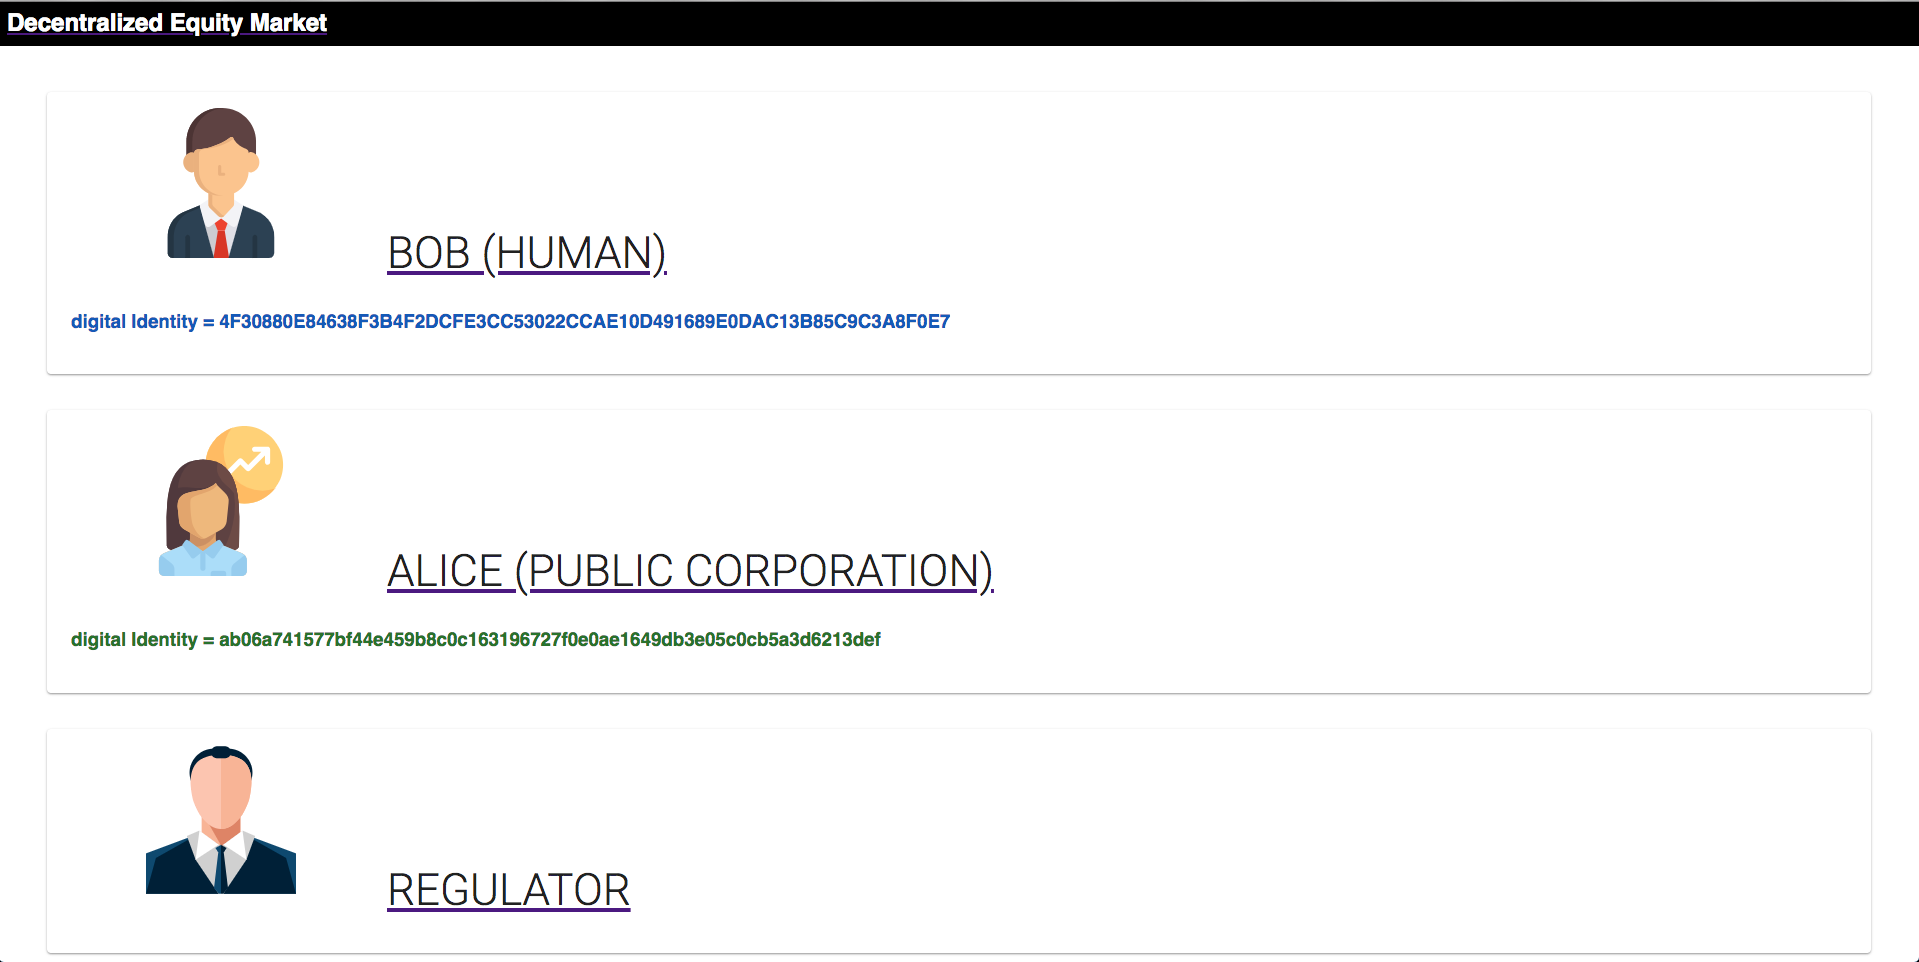 Decentralized Equity Market
BOB (HUMAN)
digital Identity = 4F30880E84638F3B4F2DCFE3CC53022CCAE10D491689E0DAC13B85C9C3A8F0E7
ALICE (PUBLIC CORPORATION)
digital Identity = ab06a741577bf44e459b8c0c163196727f0e0ae1649db3e05c0cb5a3d6213def
REGULATOR